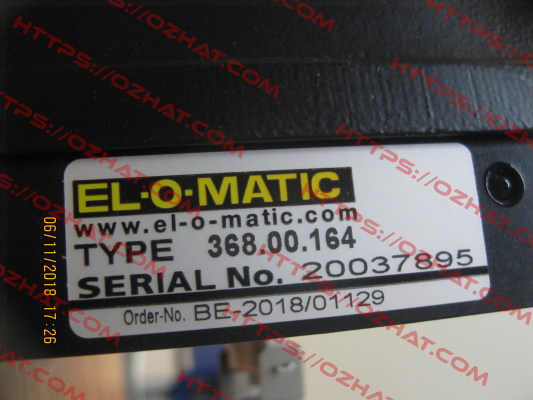 EL-O-MATIC
www.el-o-matic.com
TYPE 368.00.164
SERIAL No. 20037895
Order-No. BE-2018/01129
06/11/2018 17:26
HTTPS://OZHAT.COM